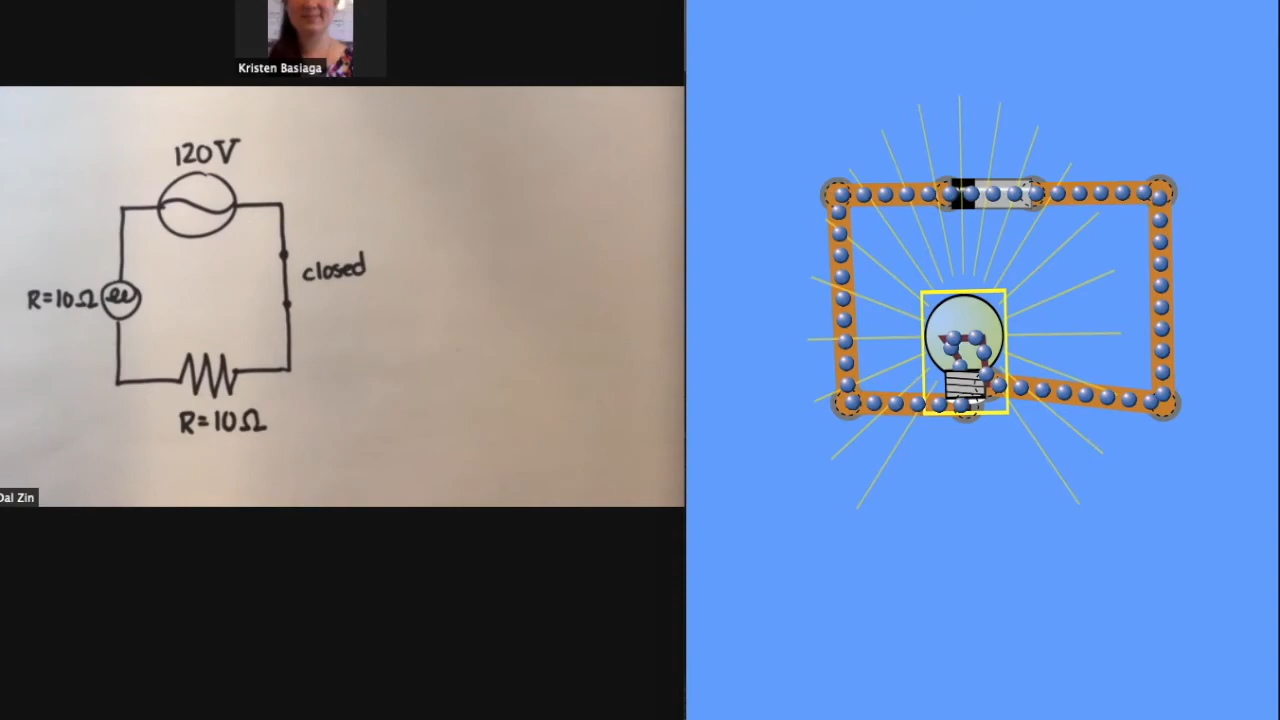 Kristen Basiaga
120V
closed
R=10Ω
R=10Ω
Dal Zin